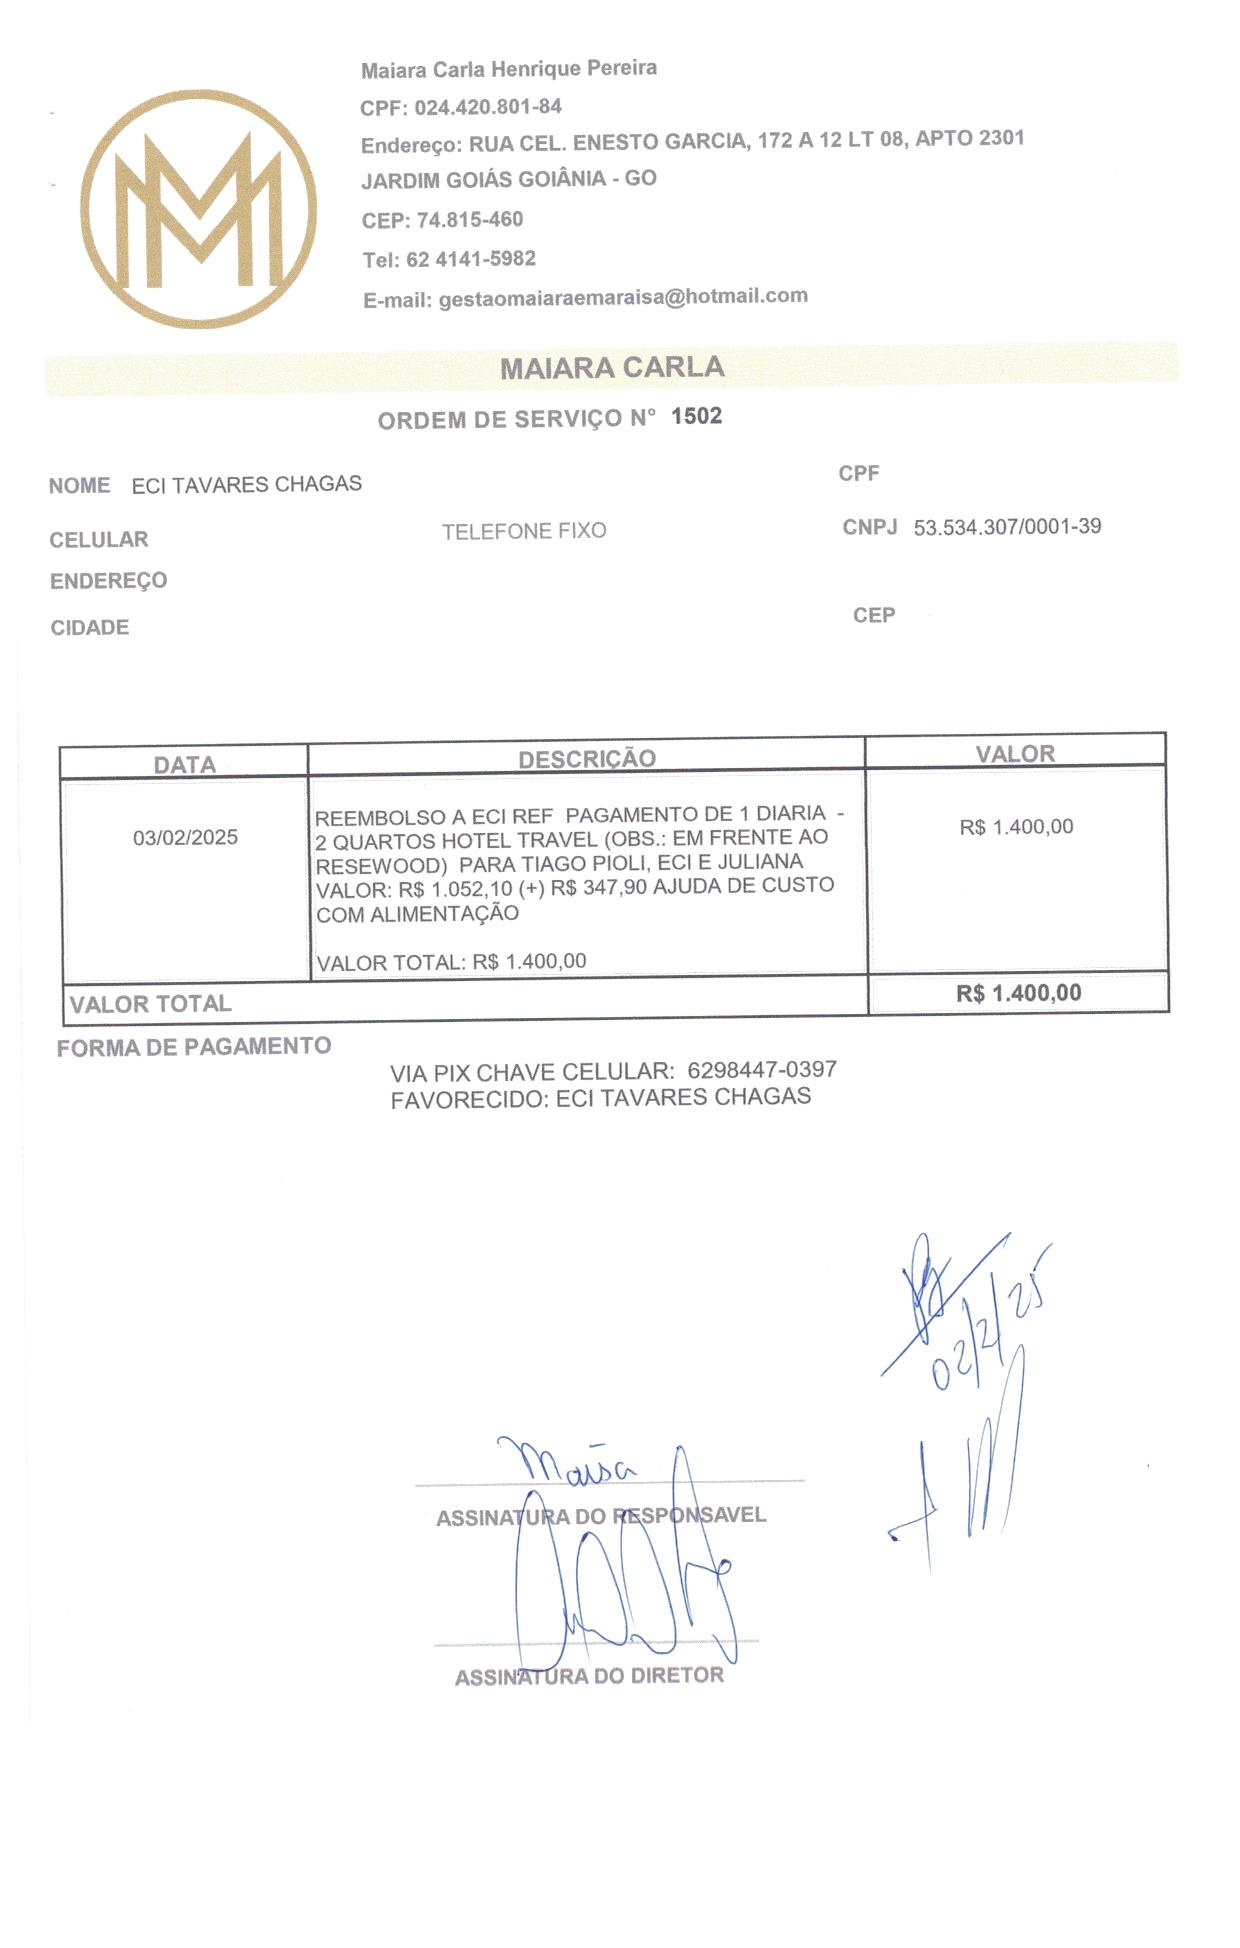 Maiara Carla Henrique Pereira
CPF: 024.420.801-84
Endereço: RUA CEL. ENESTO GARCIA, 172 A 12 LT 08, APTO 2301
JARDIM GOIÁS GOIÂNIA - GO
CEP: 74.815-460
Tel: 62 4141-5982
E-mail: gestaomaiaraemaraisa@hotmail.com
MAIARA CARLA
ORDEM DE SERVIÇO N° 1502
NOME ECI TAVARES CHAGAS CPF
CELULAR TELEFONE FIXO CNPJ 53.534.307/0001-39
ENDEREÇO
CIDADE CEP
DATA DESCRIÇÃO VALOR
REEMBOLSO A ECI REF PAGAMENTO DE 1 DIARIA -
03/02/2025 2 QUARTOS HOTEL TRAVEL (OBS.: EM FRENTE AO R$ 1.400,00
RESEWOOD) PARA TIAGO PIOLI, ECI E JULIANA
VALOR: R$ 1.052,10 (+) R$ 347,90 AJUDA DE CUSTO
COM ALIMENTAÇÃO
VALOR TOTAL: R$ 1.400,00
VALOR TOTAL R$ 1.400,00
FORMA DE PAGAMENTO
VIA PIX CHAVE CELULAR: 6298447-0397
FAVORECIDO: ECI TAVARES CHAGAS
02/2/25
Maísa
ASSINATURA DO RESPONSAVEL
ASSINATURA DO DIRETOR